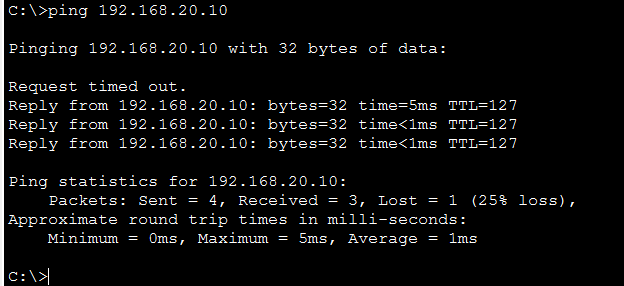 C:\>ping 192.168.20.10
Pinging 192.168.20.10 with 32 bytes of data:
Request timed out.
Reply from 192.168.20.10: bytes=32 time=5ms TTL=127
Reply from 192.168.20.10: bytes=32 time<1ms TTL=127
Reply from 192.168.20.10: bytes=32 time<1ms TTL=127
Ping statistics for 192.168.20.10:
    Packets: Sent = 4, Received = 3, Lost = 1 (25% loss),
Approximate round trip times in milli-seconds:
    Minimum = 0ms, Maximum = 5ms, Average = 1ms
C:\>